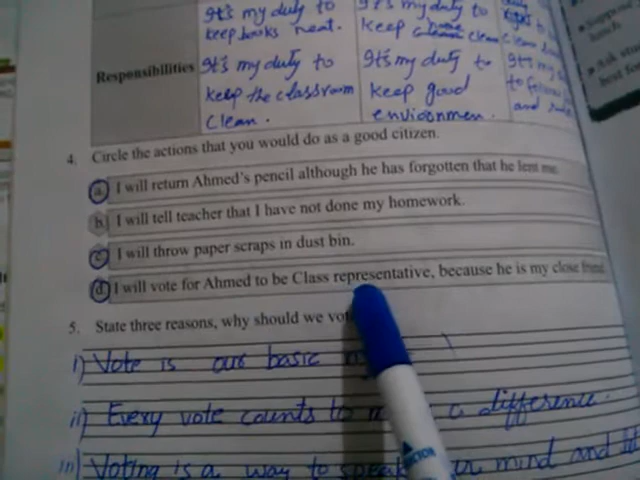 It's my duty to keep books neat.
It's my duty to keep home clean
Responsibilities
It's my duty to keep the classroom clean.
It's my duty to keep good environmen.
4. Circle the actions that you would do as a good citizen.
a. I will return Ahmed's pencil although he has forgotten that he lent me.
b. I will tell teacher that I have not done my homework.
c. I will throw paper scraps in dust bin.
d. I will vote for Ahmed to be Class representative, because he is my close friend.
5. State three reasons, why should we
i) Vote is our basic
ii) Every vote counts to a difference.
iii) Voting is a way to speak mind and